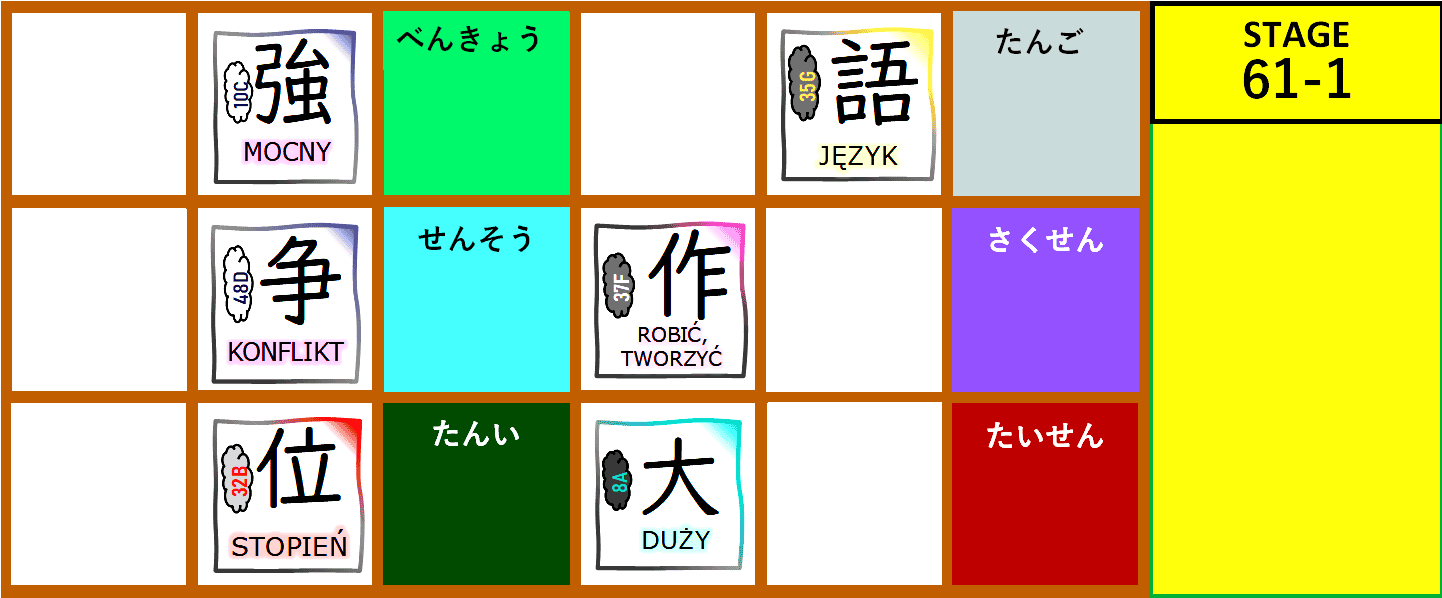 10C
強
MOCNY
べんきょう
35G
語
JĘZYK
たんご
STAGE
61-1
48D
争
KONFLIKT
せんそう
37F
作
ROBIĆ,
TWORZYĆ
さくせん
32B
位
STOPIEŃ
たんい
8A
大
DUŻY
たいせん